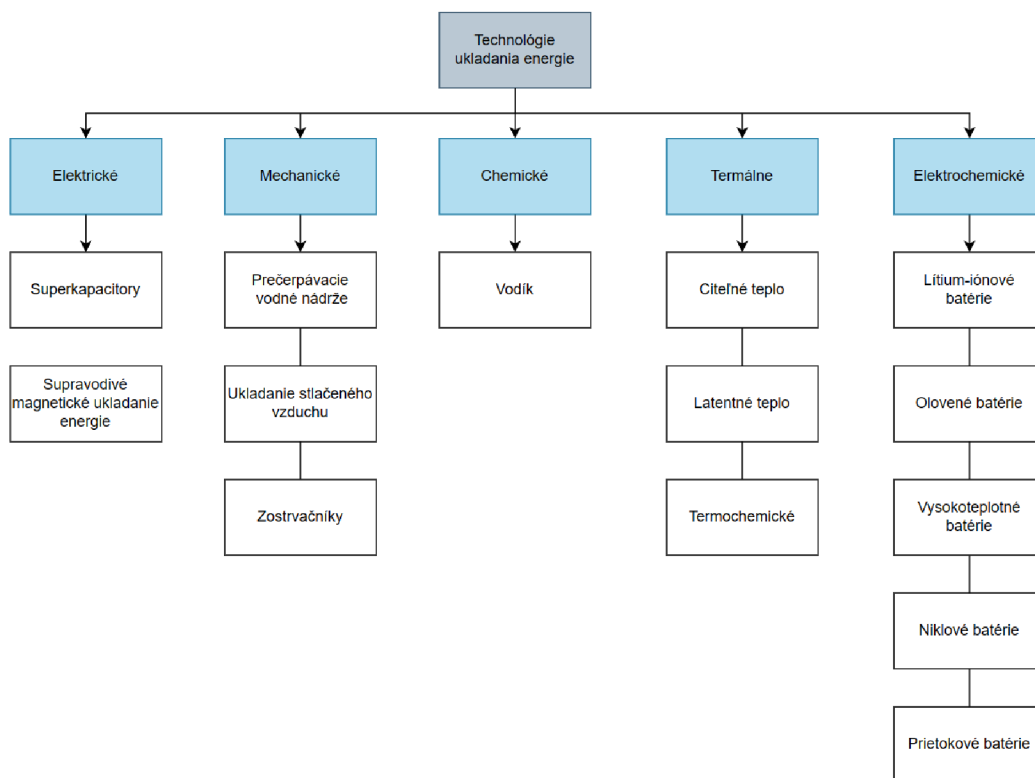 Technológie
ukladania energie
Elektrické
Mechanické
Chemické
Termálne
Elektrochemické
Superkapacitory
Prečerpávacie
vodné nádrže
Vodík
Citeľné teplo
Lítium-iónové
batérie
Supravodivé
magnetické ukladanie
energie
Ukladanie stlačeného
vzduchu
Latentné teplo
Olovené batérie
Zostrvačníky
Termochemické
Vysokoteplotné
batérie
Niklové batérie
Prietokové batérie